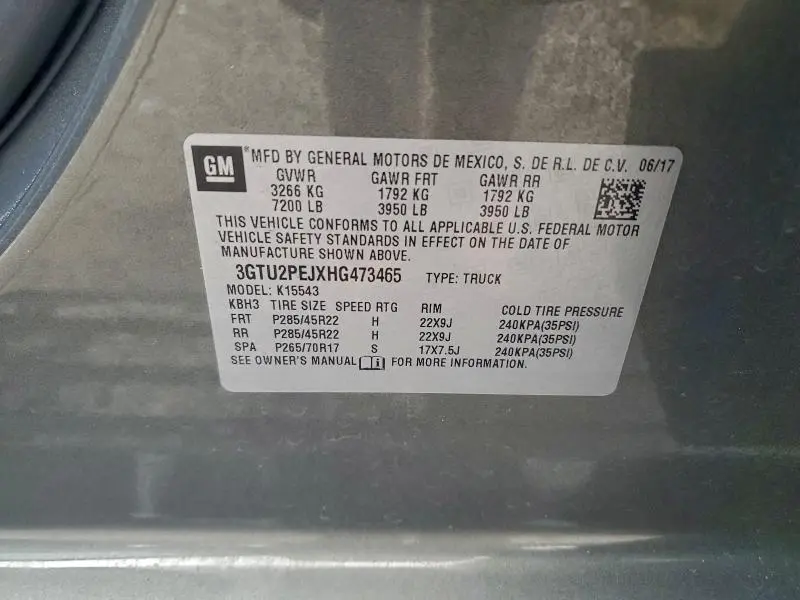 GM ® MFD BY GENERAL MOTORS DE MEXICO, S. DE R.L. DE C.V. 06/17
GVWR GAWR FRT GAWR RR
3266 KG 1792 KG 1792 KG
7200 LB 3950 LB 3950 LB
THIS VEHICLE CONFORMS TO ALL APPLICABLE U.S. FEDERAL MOTOR
VEHICLE SAFETY STANDARDS IN EFFECT ON THE DATE OF
MANUFACTURE SHOWN ABOVE.
3GTU2PEJXHG473465 TYPE: TRUCK
MODEL: K15543
KBH3 TIRE SIZE SPEED RTG RIM COLD TIRE PRESSURE
FRT P285/45R22 H 22X9J 240KPA(35PSI)
RR P285/45R22 H 22X9J 240KPA(35PSI)
SPA P265/70R17 S 17X7.5J 240KPA(35PSI)
SEE OWNER'S MANUAL FOR MORE INFORMATION.